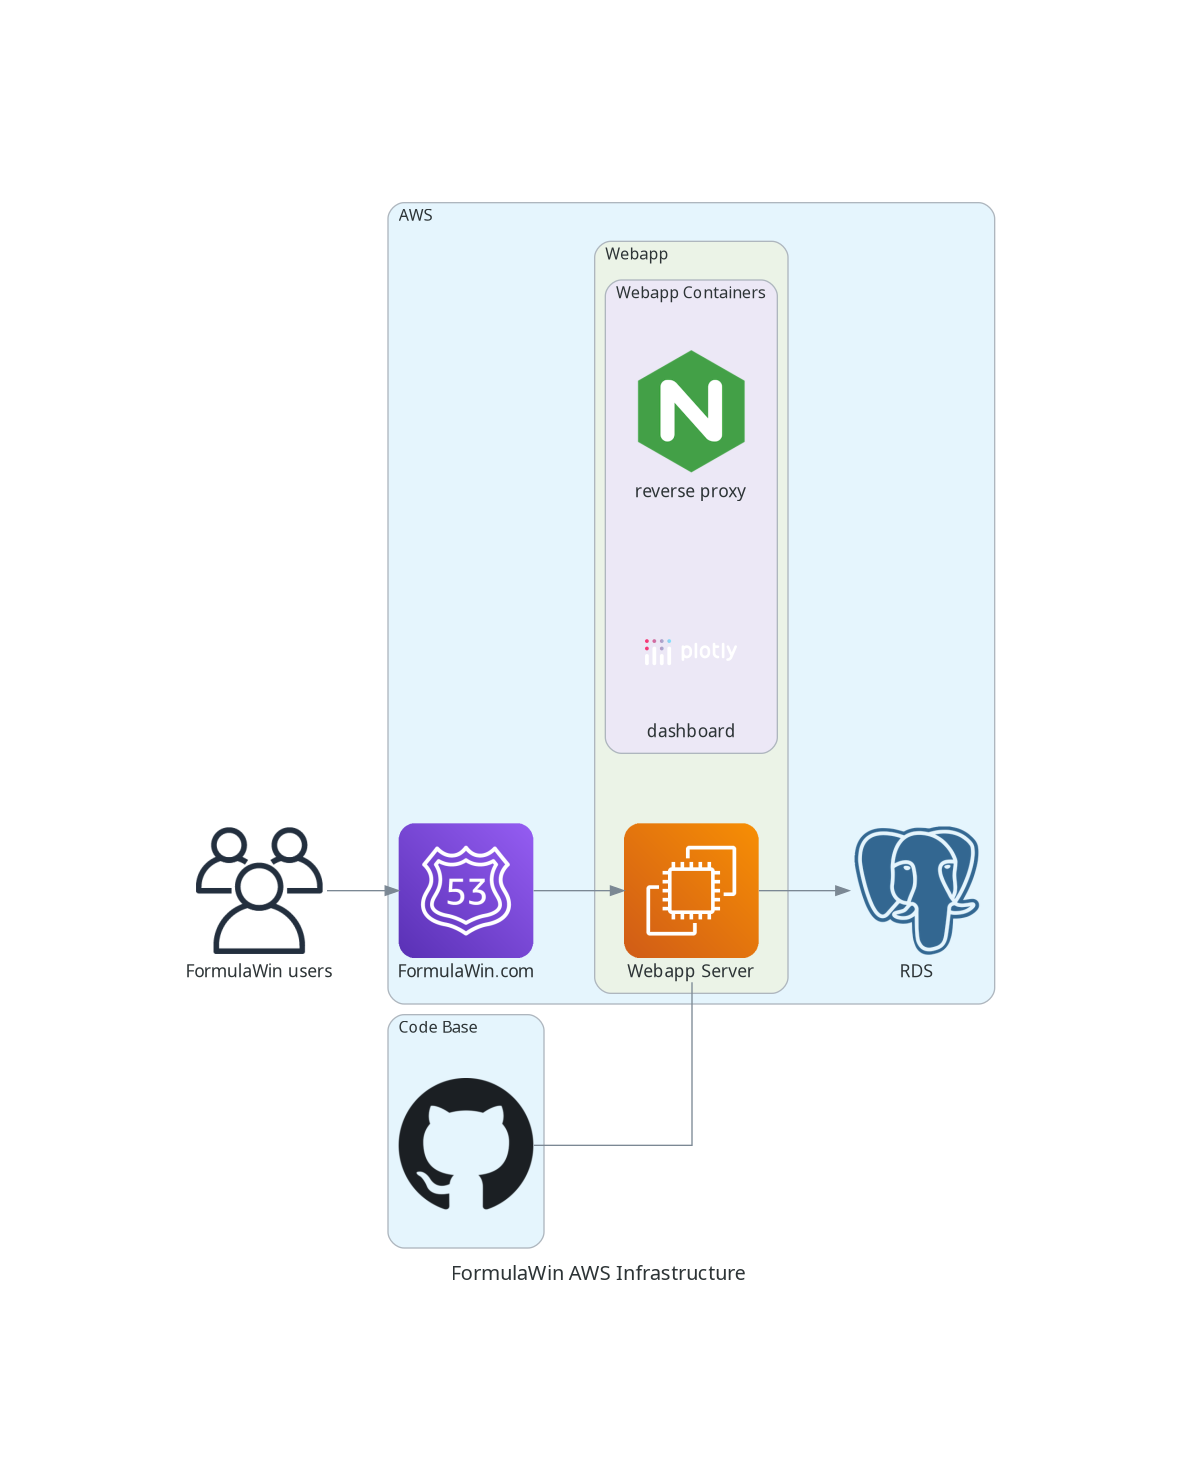 AWS
Webapp
Webapp Containers
N
reverse proxy
plotly
dashboard
53
FormulaWin users
FormulaWin.com
Webapp Server
RDS
Code Base
FormulaWin AWS Infrastructure